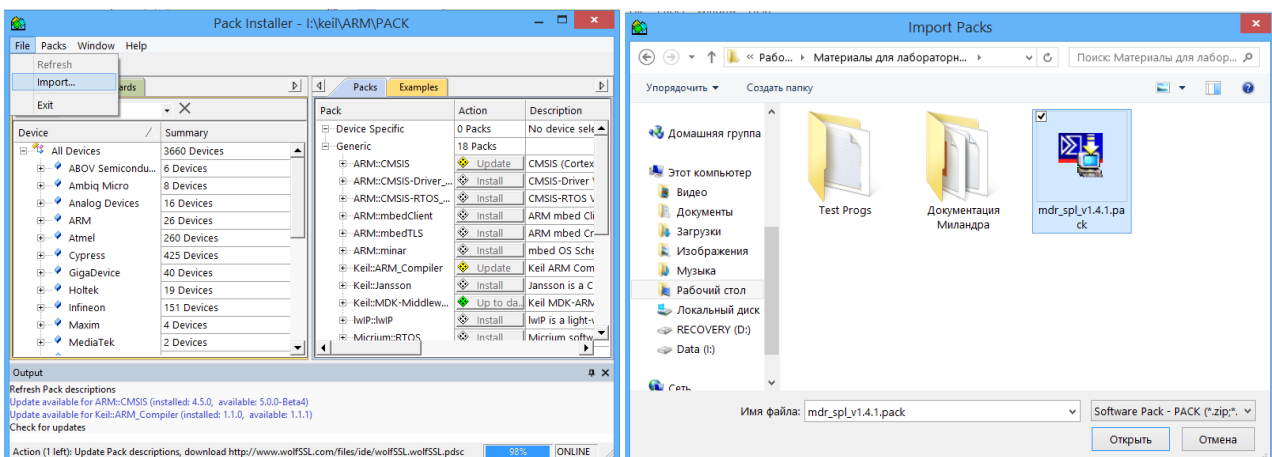 Pack Installer - I:\keil\ARM\PACK
File Packs Window Help
Refresh
Import...
Exit
ards
Packs Examples
Device Summary
All Devices 3660 Devices
ABOV Semicondu... 6 Devices
Ambiq Micro 8 Devices
Analog Devices 16 Devices
ARM 26 Devices
Atmel 260 Devices
Cypress 425 Devices
GigaDevice 40 Devices
Holtek 19 Devices
Infineon 151 Devices
Maxim 4 Devices
MediaTek 2 Devices
Pack Action Description
Device Specific 0 Packs No device sele
Generic 18 Packs
ARM::CMSIS Update CMSIS (Cortex
ARM::CMSIS-Driver_... Install CMSIS-Driver
ARM::CMSIS-RTOS_... Install CMSIS-RTOS
ARM::mbedClient Install ARM mbed Cli
ARM::mbedTLS Install ARM mbed Cr
ARM::minar Install mbed OS Sche
Keil::ARM_Compiler Update Keil ARM Com
Keil::Jansson Install Jansson is a C
Keil::MDK-Middlew... Up to da... Keil MDK-ARM
lwIP::lwIP Install lwIP is a light-
Micrium::RTOS Install Micrium softw
Output
Refresh Pack descriptions
Update available for ARM::CMSIS (installed: 4.5.0, available: 5.0.0-Beta4)
Update available for Keil::ARM_Compiler (installed: 1.1.0, available: 1.1.1)
Check for updates
Action (1 left): Update Pack descriptions, download http://www.wolfSSL.com/files/ide/wolfSSL.wolfSSL.pdsc 98% ONLINE
Import Packs
« Рабо... Материалы для лабораторн... Поиск: Материалы для лабор...
Упорядочить Создать папку
Домашняя группа
Этот компьютер
Видео
Документы
Загрузки
Изображения
Музыка
Рабочий стол
Локальный диск
RECOVERY (D:)
Data (I:)
Сеть
Test Progs
Документация
Миландра
mdr_spl_v1.4.1.pa
ck
Имя файла: mdr_spl_v1.4.1.pack Software Pack - PACK (*.zip;*.
Открыть Отмена